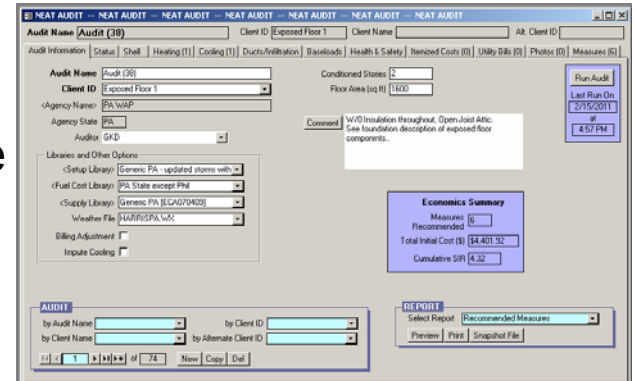 NEAT AUDIT -- NEAT AUDIT -- NEAT AUDIT -- NEAT AUDIT -- NEAT AUDIT -- NEAT AUDIT -- NEAT AUDIT
Audit Name Audit (38) Client ID Exposed Floor 1 Client Name Alt. Client ID
Audit Information Status Shell Heating (1) Cooling (1) Ducts/Infiltration Baseloads Health & Safety Itemized Costs (0) Utility Bills (0) Photos (0) Measures (6)
Audit Name Audit (38) Conditioned Stories 2 Run Audit
Client ID Exposed Floor 1 Floor Area (sq ft) 1600 Last Run On
<Agency Name> PA WAP 2/15/2011
Agency State PA Comment W/O Insulation throughout, Open Joist Attic. at
e Auditor GKD See foundation description of exposed floor 4:57 PM
components..
Libraries and Other Options
<Setup Library> Generic PA - updated storms with
<Fuel Cost Library> PA State except Phil
<Supply Library> Generic PA [ECA070409] Economics Summary
Weather File HARRISPA.WX Measures Recommended 6
Billing Adjustment Total Initial Cost ($) $4,401.92
Impute Cooling Cumulative SIR 4.32
AUDIT REPORT
by Audit Name by Client ID Select Report Recommended Measures
by Client Name by Alternate Client ID Preview Print Snapshot File
1 of 74 New Copy Del